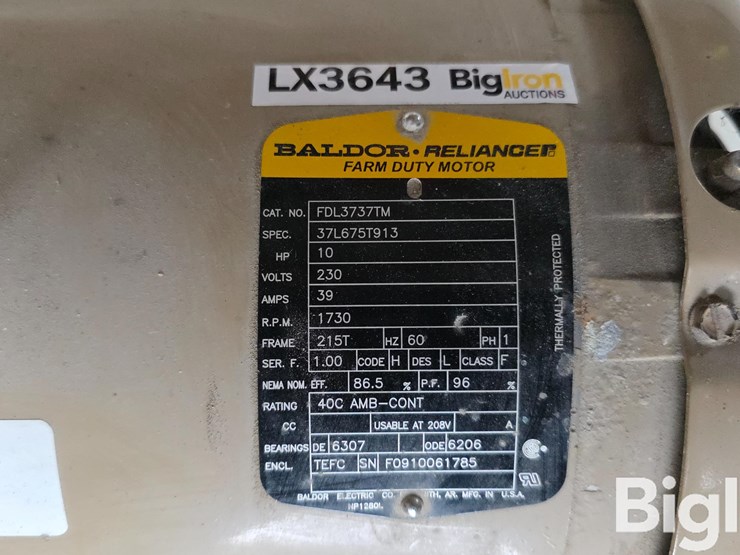 LX3643 BigIron
AUCTIONS
BALDOR • RELIANCE
FARM DUTY MOTOR
CAT. NO. FDL3737TM
SPEC. 37L675T913
HP 10
VOLTS 230
AMPS 39
R.P.M. 1730
FRAME 215T HZ 60 PH 1
SER. F. 1.00 CODE H DES L CLASS F
NEMA NOM. EFF. 86.5 % P.F. 96 %
RATING 40C AMB-CONT
CC USABLE AT 208V A
BEARINGS DE 6307 ODE 6206
ENCL. TEFC SN F0910061785
BALDOR ELECTRIC CO. AR. MFG. IN U.S.A.
HP1280L
THERMALLY PROTECTED
BigI